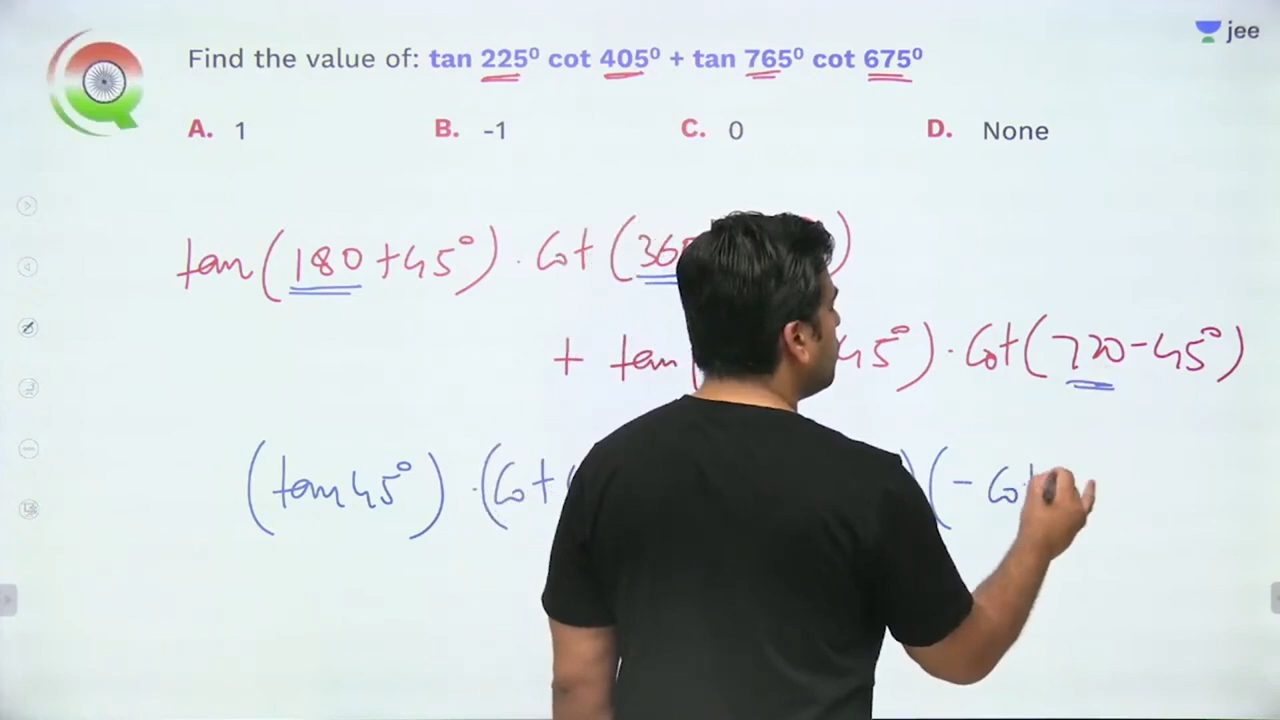 jee
Find the value of: tan 225⁰ cot 405⁰ + tan 765⁰ cot 675⁰
A. 1 B. -1 C. 0 D. None
tan(180+45°) · Cot(36 )
+ tan( 45°) · Cot(720-45°)
(tan45°) · (Cot )(- Cot